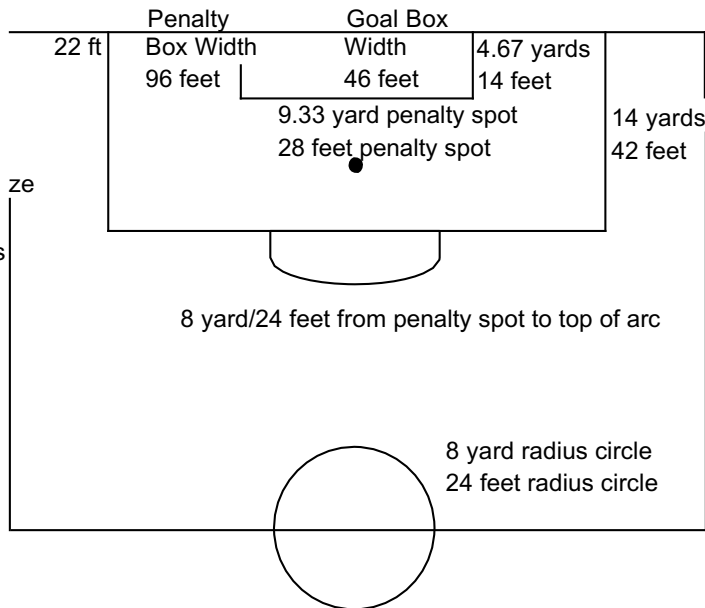 Penalty Goal Box
22 ft Box Width Width 4.67 yards
96 feet 46 feet 14 feet
9.33 yard penalty spot
28 feet penalty spot
14 yards
42 feet
ze
s
8 yard/24 feet from penalty spot to top of arc
8 yard radius circle
24 feet radius circle